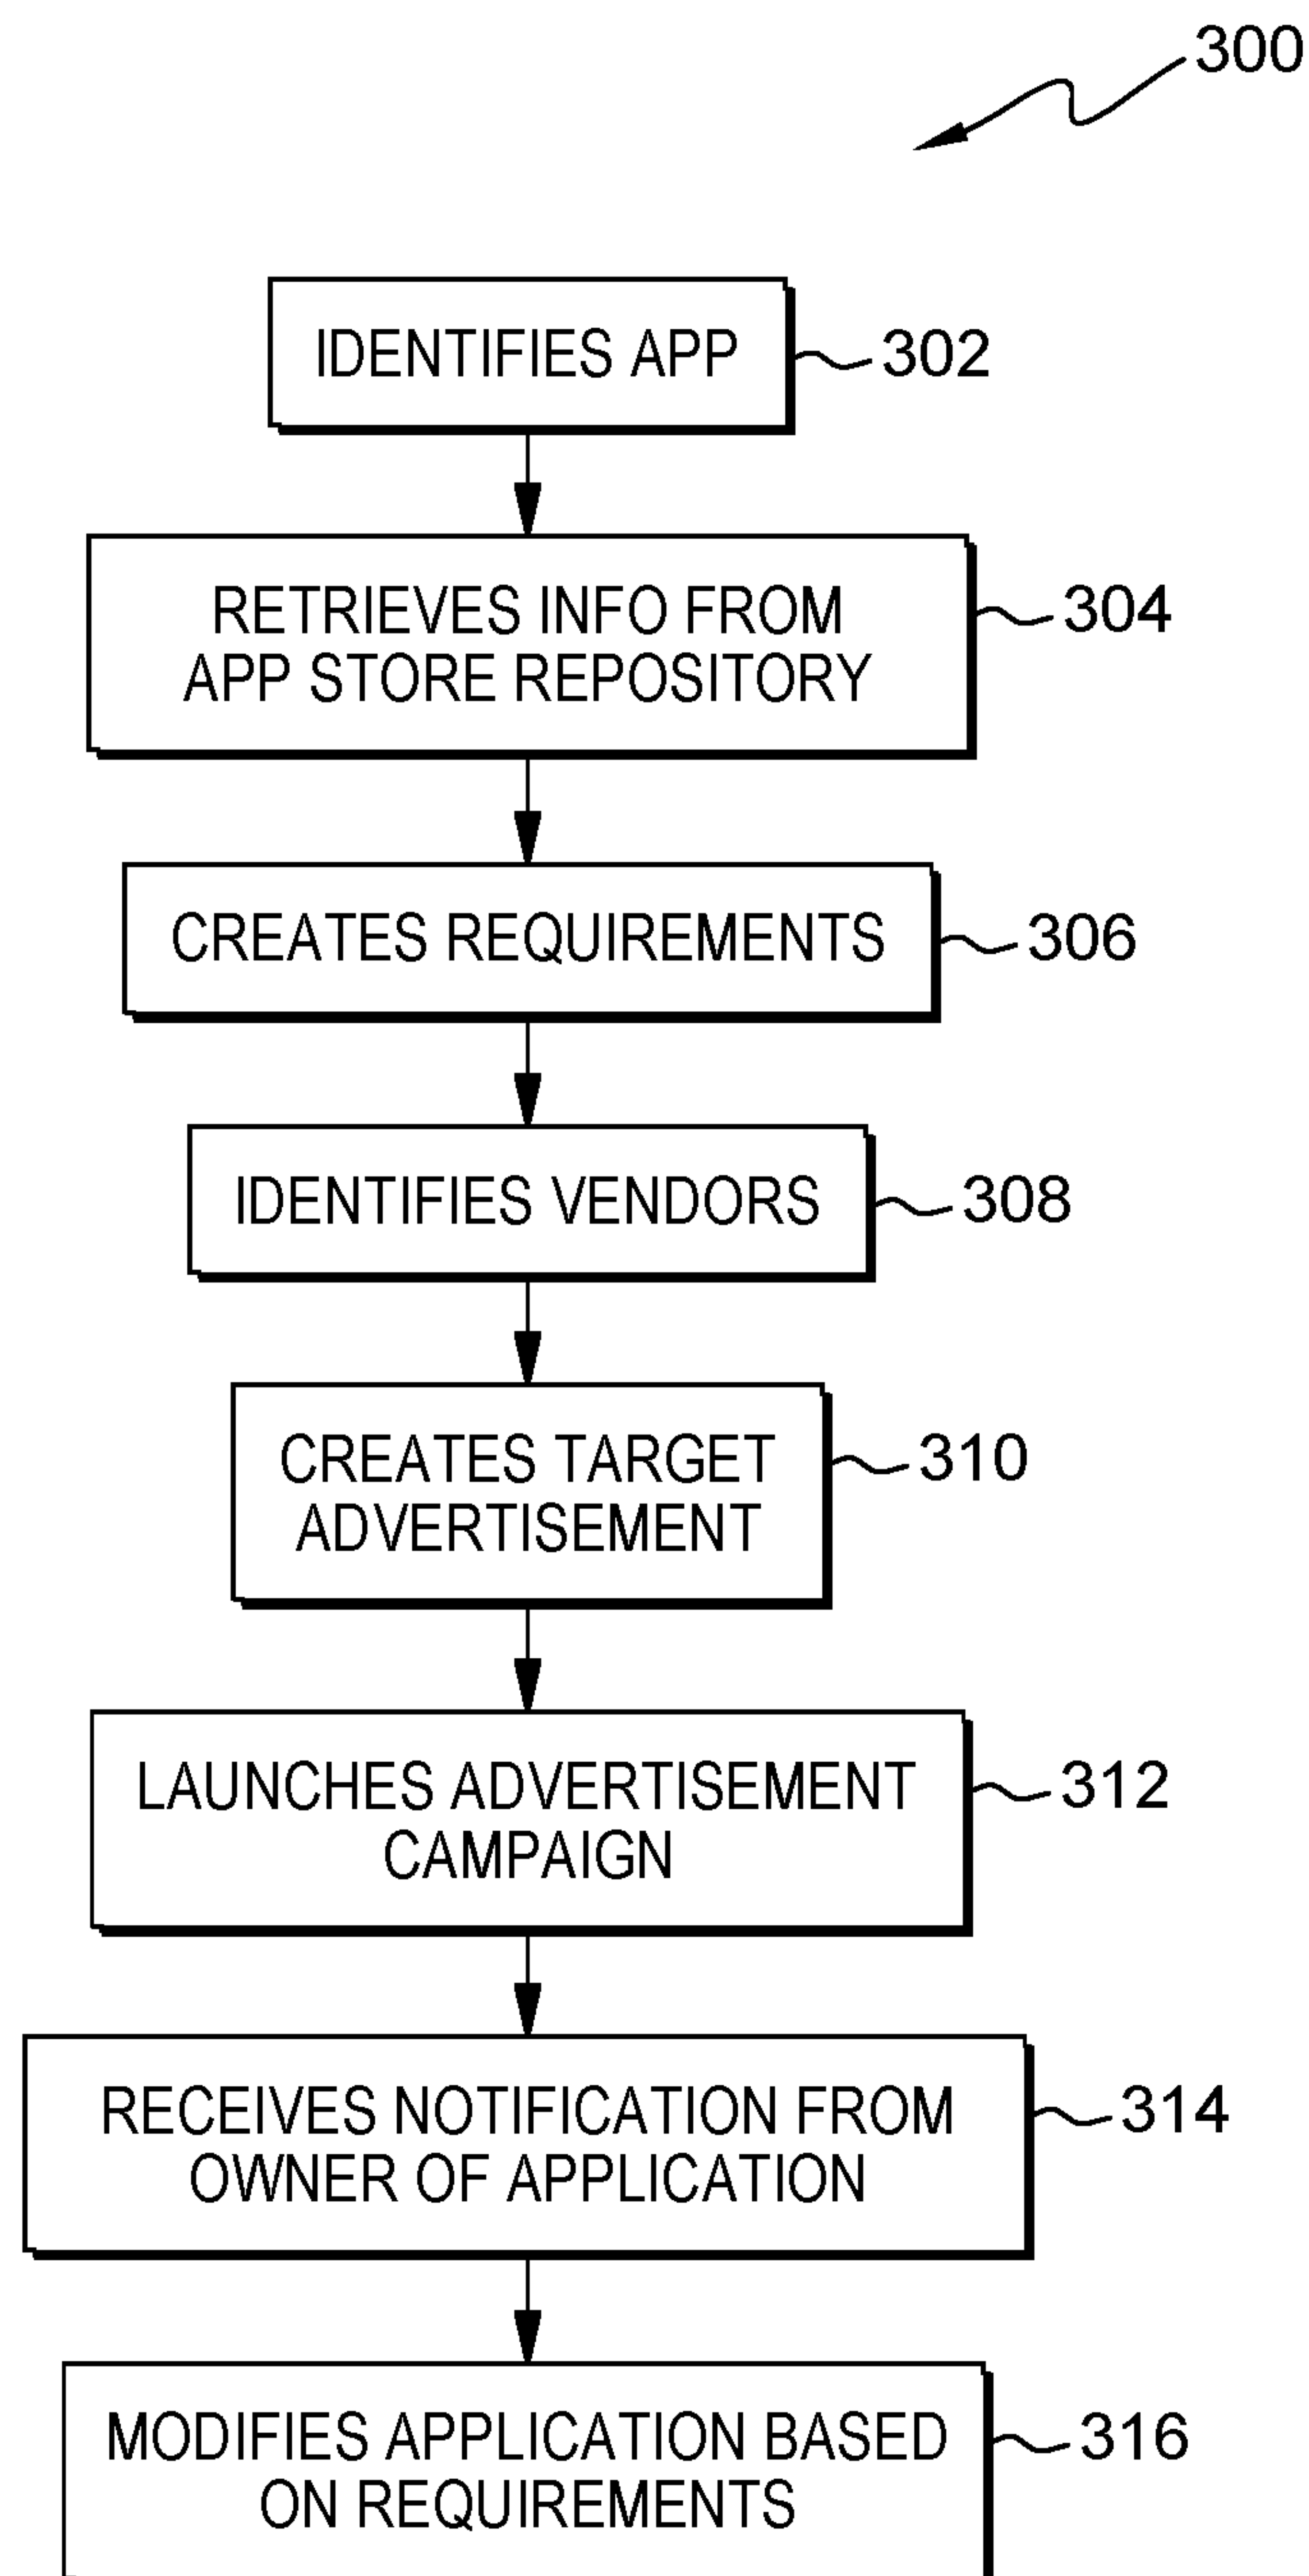 300
IDENTIFIES APP
302
RETRIEVES INFO FROM
APP STORE REPOSITORY
304
CREATES REQUIREMENTS
306
IDENTIFIES VENDORS
308
CREATES TARGET
ADVERTISEMENT
310
LAUNCHES ADVERTISEMENT
CAMPAIGN
312
RECEIVES NOTIFICATION FROM
OWNER OF APPLICATION
314
MODIFIES APPLICATION BASED
ON REQUIREMENTS
316